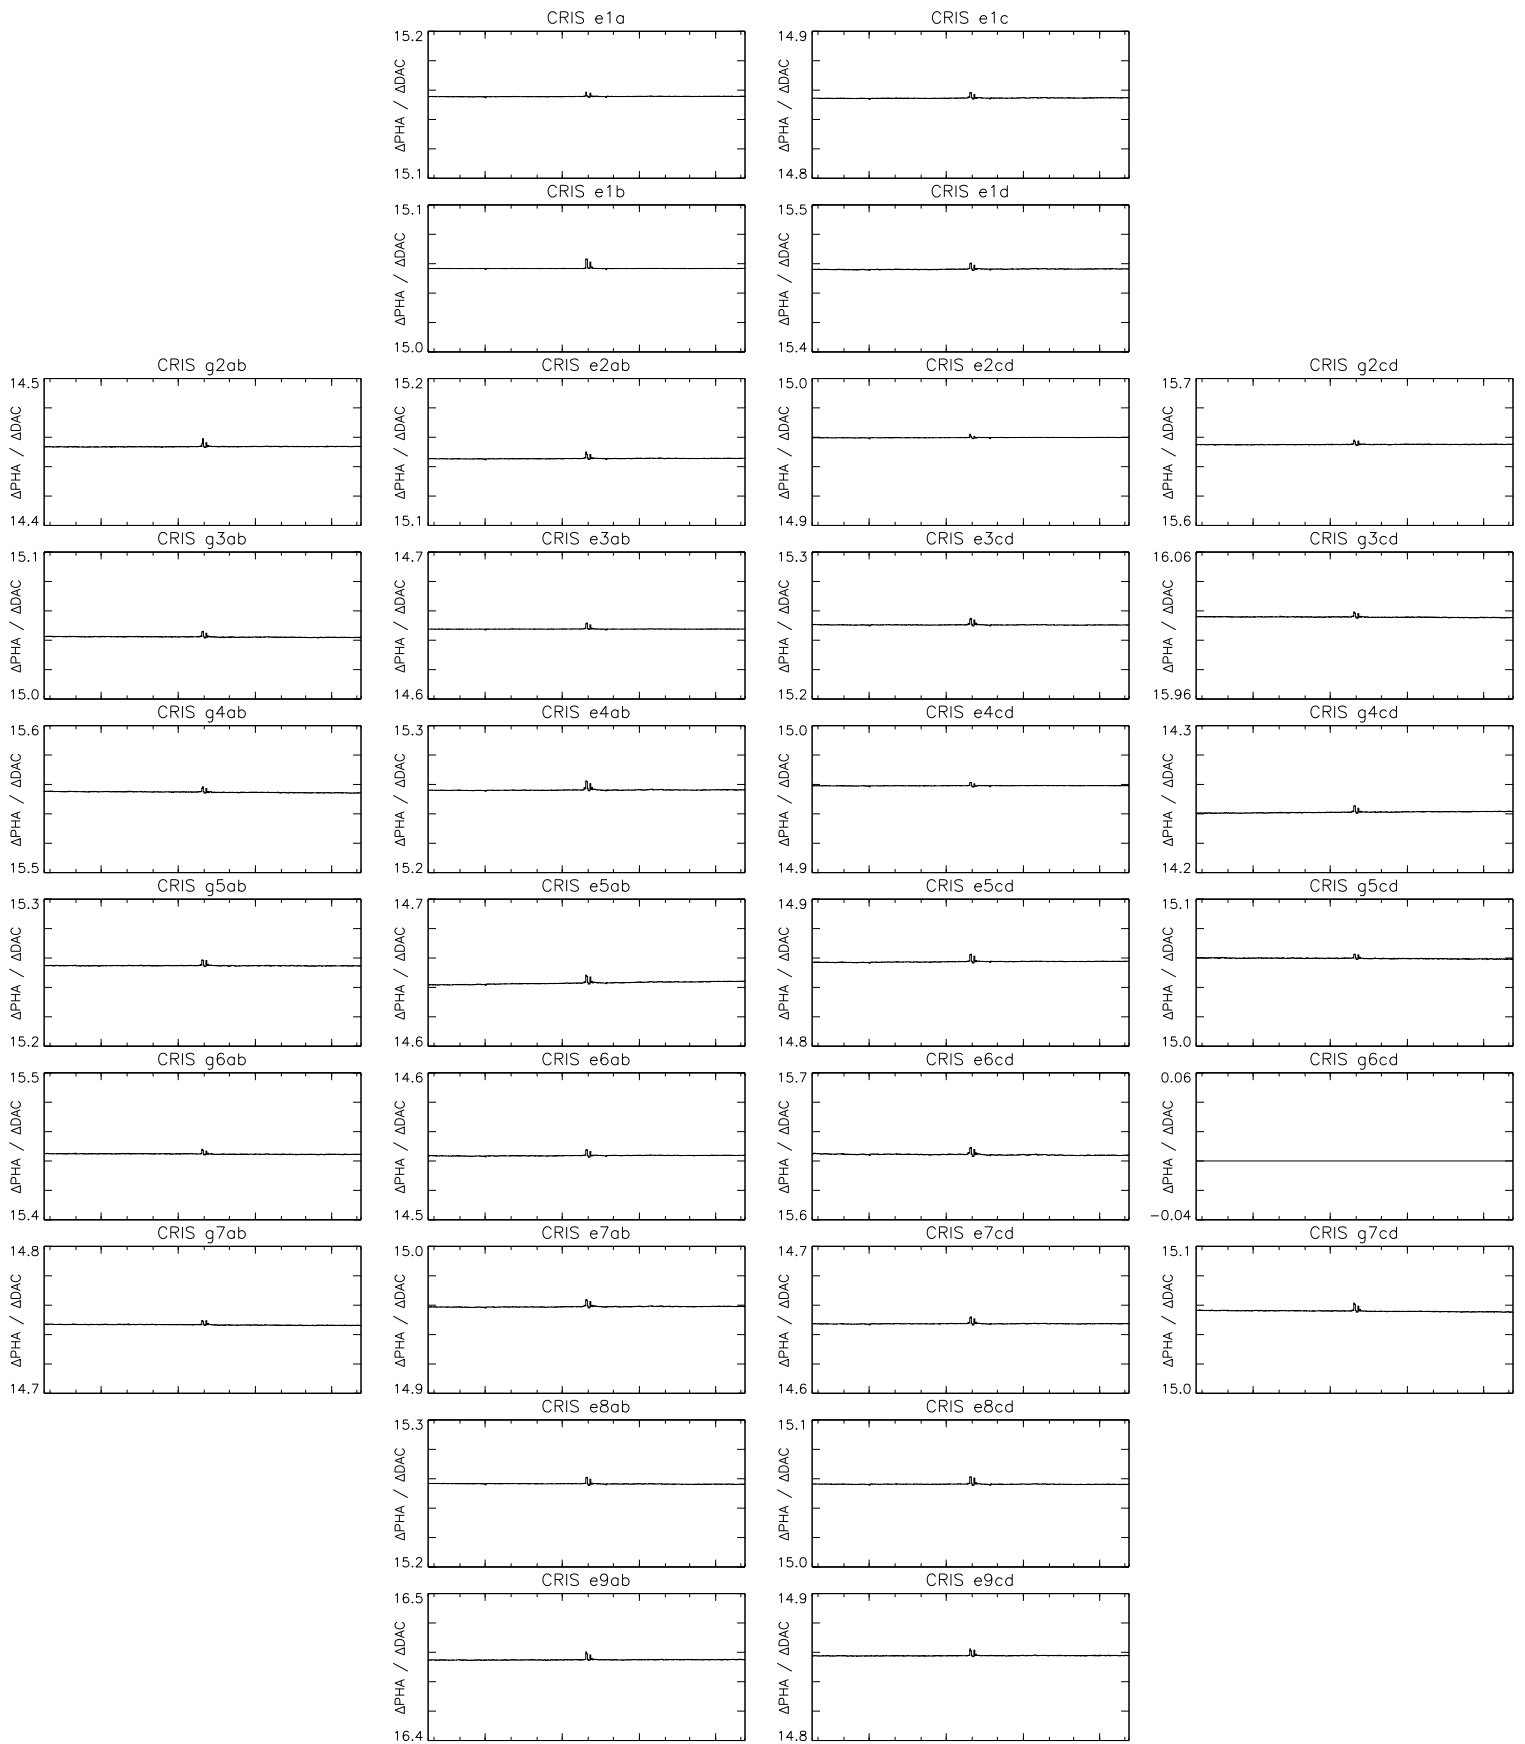 CRIS e1a
15.2
ΔPHA / ΔDAC
15.1
CRIS e1c
14.9
ΔPHA / ΔDAC
14.8
CRIS e1b
15.1
ΔPHA / ΔDAC
15.0
CRIS e1d
15.5
ΔPHA / ΔDAC
15.4
CRIS g2ab
14.5
ΔPHA / ΔDAC
14.4
CRIS e2ab
15.2
ΔPHA / ΔDAC
15.1
CRIS e2cd
15.0
ΔPHA / ΔDAC
14.9
CRIS g2cd
15.7
ΔPHA / ΔDAC
15.6
CRIS g3ab
15.1
ΔPHA / ΔDAC
15.0
CRIS e3ab
14.7
ΔPHA / ΔDAC
14.6
CRIS e3cd
15.3
ΔPHA / ΔDAC
15.2
CRIS g3cd
16.06
ΔPHA / ΔDAC
15.96
CRIS g4ab
15.6
ΔPHA / ΔDAC
15.5
CRIS e4ab
15.3
ΔPHA / ΔDAC
15.2
CRIS e4cd
15.0
ΔPHA / ΔDAC
14.9
CRIS g4cd
14.3
ΔPHA / ΔDAC
14.2
CRIS g5ab
15.3
ΔPHA / ΔDAC
15.2
CRIS e5ab
14.7
ΔPHA / ΔDAC
14.6
CRIS e5cd
14.9
ΔPHA / ΔDAC
14.8
CRIS g5cd
15.1
ΔPHA / ΔDAC
15.0
CRIS g6ab
15.5
ΔPHA / ΔDAC
15.4
CRIS e6ab
14.6
ΔPHA / ΔDAC
14.5
CRIS e6cd
15.7
ΔPHA / ΔDAC
15.6
CRIS g6cd
0.06
ΔPHA / ΔDAC
−0.04
CRIS g7ab
14.8
ΔPHA / ΔDAC
14.7
CRIS e7ab
15.0
ΔPHA / ΔDAC
14.9
CRIS e7cd
14.7
ΔPHA / ΔDAC
14.6
CRIS g7cd
15.1
ΔPHA / ΔDAC
15.0
CRIS e8ab
15.3
ΔPHA / ΔDAC
15.2
CRIS e8cd
15.1
ΔPHA / ΔDAC
15.0
CRIS e9ab
16.5
ΔPHA / ΔDAC
16.4
CRIS e9cd
14.9
ΔPHA / ΔDAC
14.8